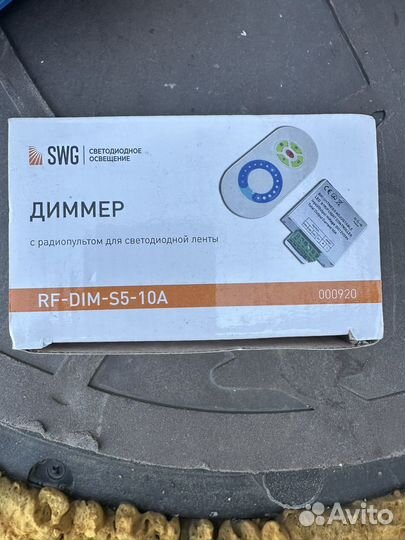 SWG СВЕТОДИОДНОЕ
ОСВЕЩЕНИЕ
ДИММЕР
с радиопультом для светодиодной ленты
RF-DIM-S5-10A
000920
Avito